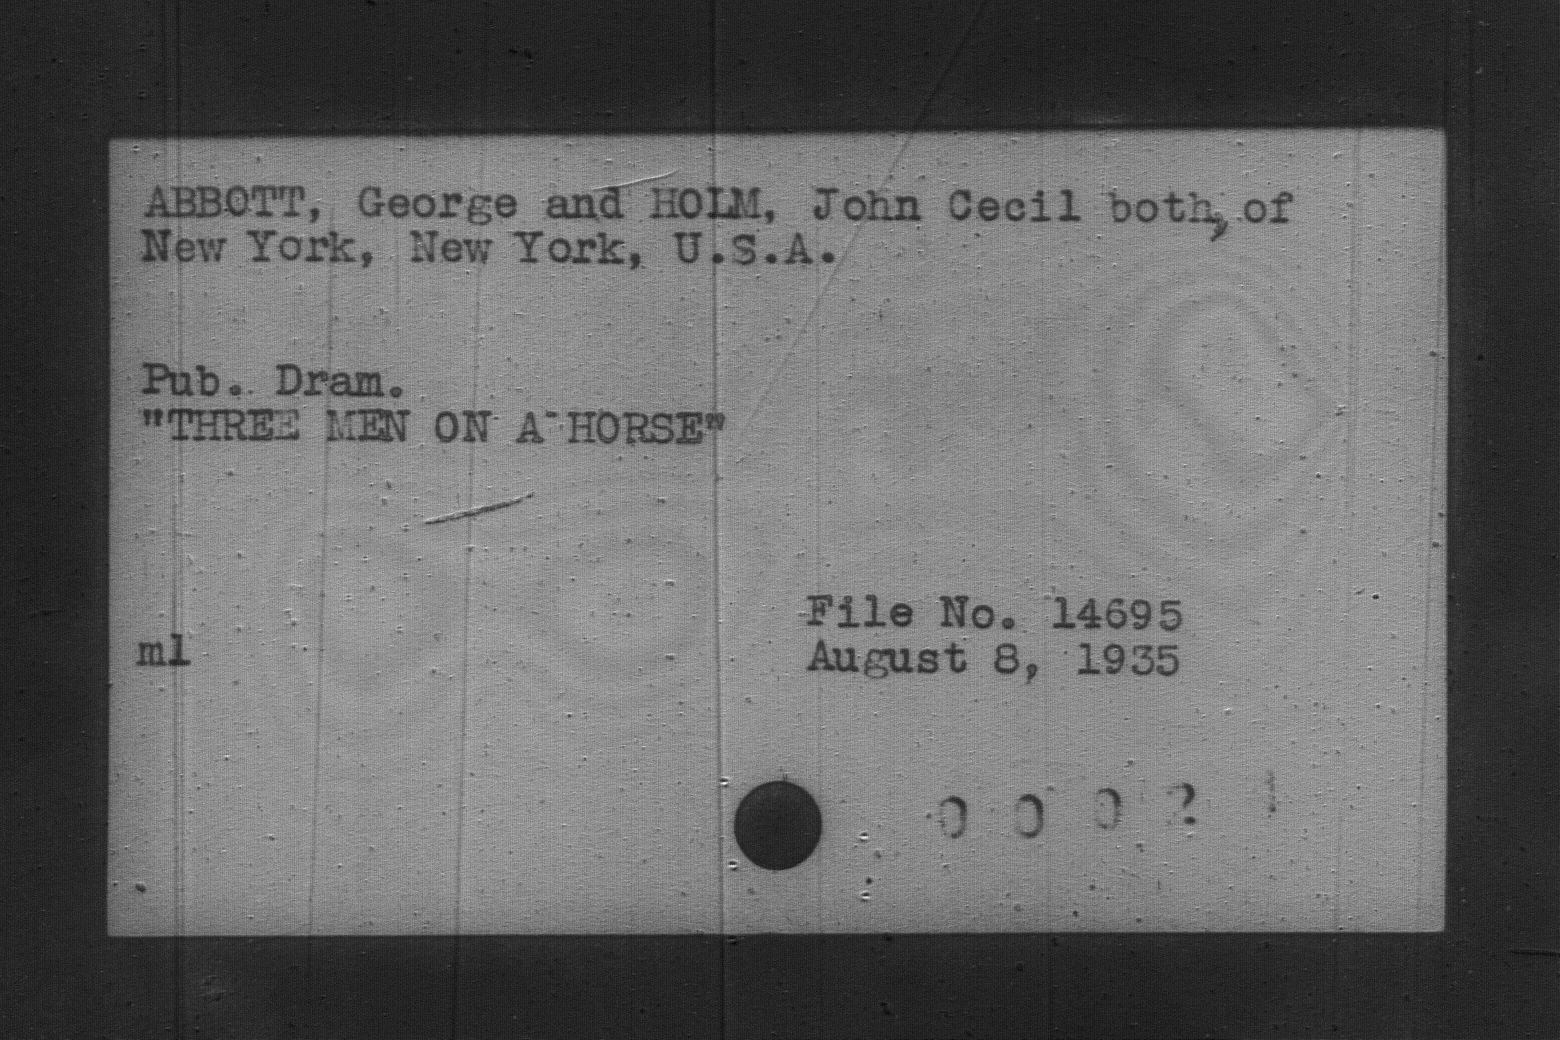 ABBOTT, George and HOLM, John Cecil both, of
New York, New York, U.S.A.
Pub. Dram.
"THREE MEN ON A HORSE"
File No. 14695
ml
August 8, 1935
0 0 0 2